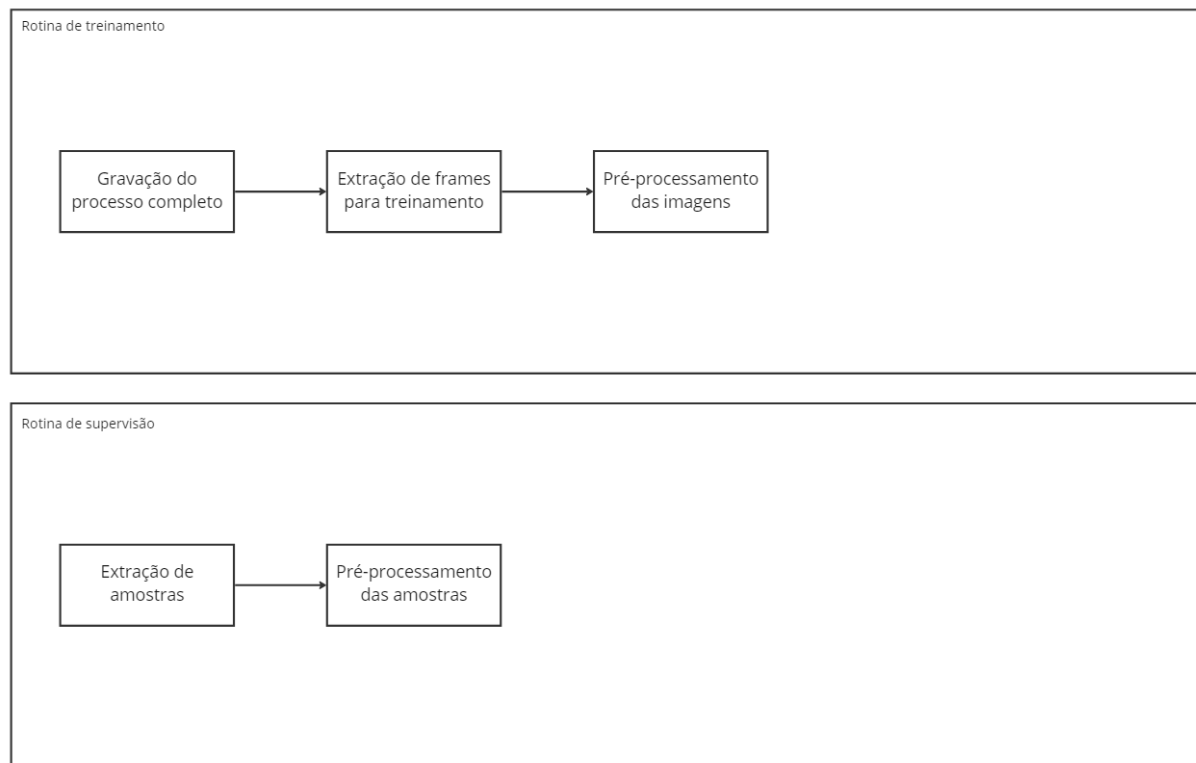 Rotina de treinamento
Gravação do
processo completo
Extração de frames
para treinamento
Pré-processamento
das imagens
Rotina de supervisão
Extração de
amostras
Pré-processamento
das amostras